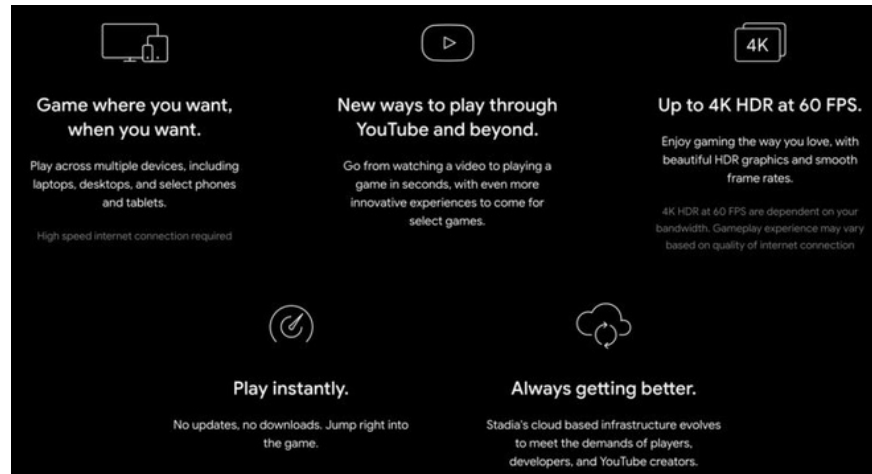 Game where you want,
when you want.
Play across multiple devices, including
laptops, desktops, and select phones
and tablets.
High speed internet connection required
New ways to play through
YouTube and beyond.
Go from watching a video to playing a
game in seconds, with even more
innovative experiences to come for
select games.
4K
Up to 4K HDR at 60 FPS.
Enjoy gaming the way you love, with
beautiful HDR graphics and smooth
frame rates.
4K HDR at 60 FPS are dependent on your
bandwidth. Gameplay experience may vary
based on quality of internet connection
Play instantly.
No updates, no downloads. Jump right into
the game.
Always getting better.
Stadia's cloud based infrastructure evolves
to meet the demands of players,
developers, and YouTube creators.